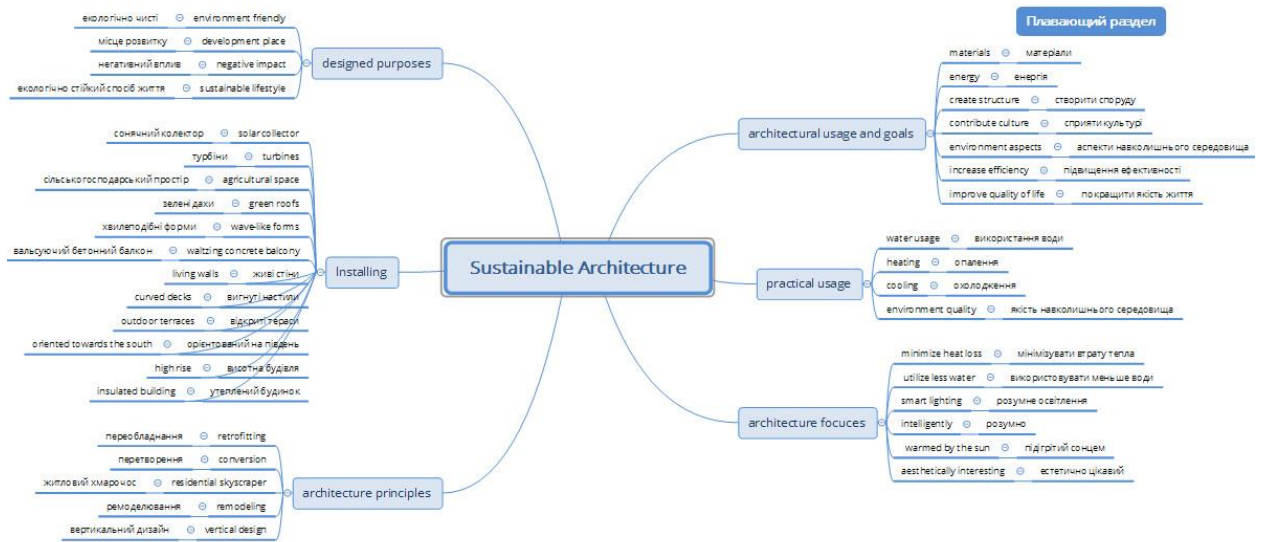 Sustainable Architecture
designed purposes
екологічно чисті environment friendly
місце розвитку development place
негативний вплив negative impact
екологічно стійкий спосіб життя sustainable lifestyle
Installing
сонячний колектор solar collector
турбіни turbines
сільськогосподарський простір agricultural space
зелені дахи green roofs
хвилеподібні форми wave-like forms
вальсуючий бетонний балкон waltzing concrete balcony
living walls живі стіни
curved decks вигнуті настили
outdoor terraces відкриті тераси
oriented towards the south орієнтований на південь
high rise висотна будівля
insulated building утеплений будинок
architecture principles
переобладнання retrofitting
перетворення conversion
житловий хмарочос residential skyscraper
ремоделювання remodeling
вертикальний дизайн vertical design
Плавающий раздел
architectural usage and goals
materials матеріали
energy енергія
create structure створити споруду
contribute culture сприяти культурі
environment aspects аспекти навколишнього середовища
increase efficiency підвищення ефективності
improve quality of life покращити якість життя
practical usage
water usage використання води
heating опалення
cooling охолодження
environment quality якість навколишнього середовища
architecture focuces
minimize heat loss мінімізувати втрату тепла
utilize less water використовувати меньше води
smart lighting розумне освітлення
intelligently розумно
warmed by the sun підігрітий сонцем
aesthetically interesting естетично цікавий